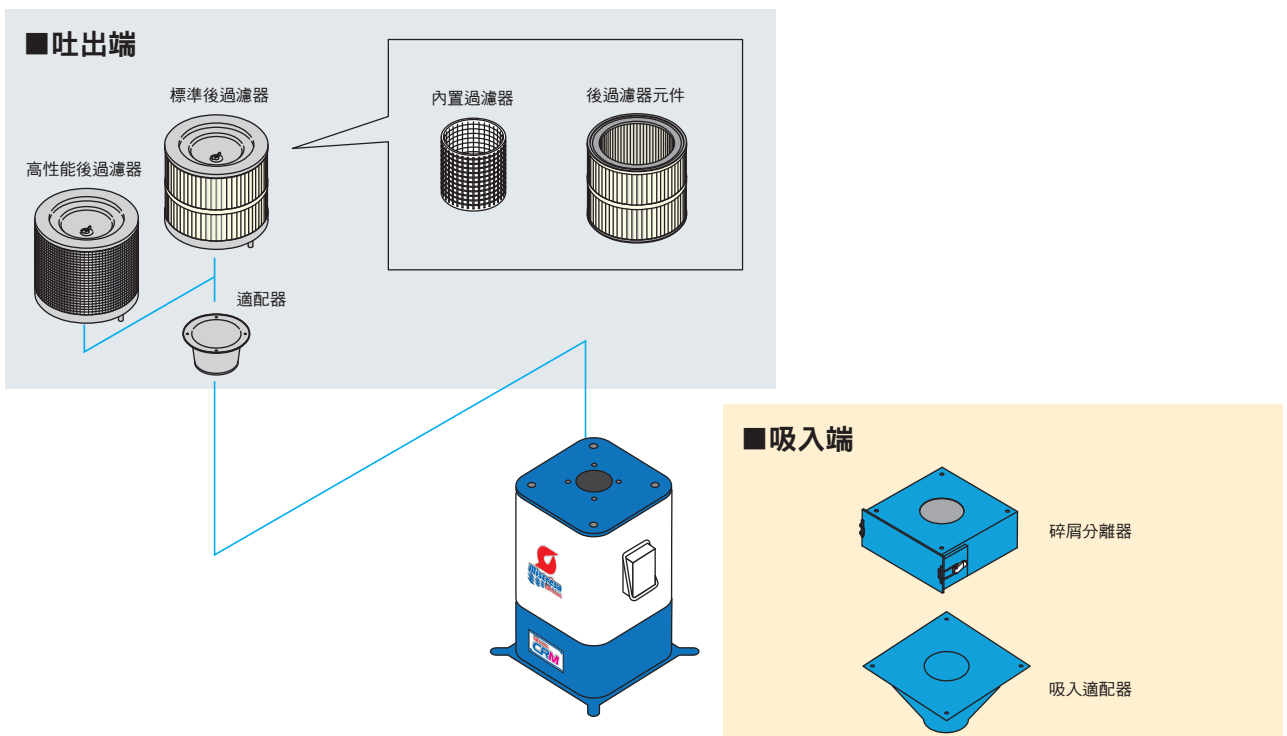 ■吐出端
標準後過濾器
內置過濾器
後過濾器元件
高性能後過濾器
適配器
■吸入端
碎屑分離器
CRM
吸入適配器